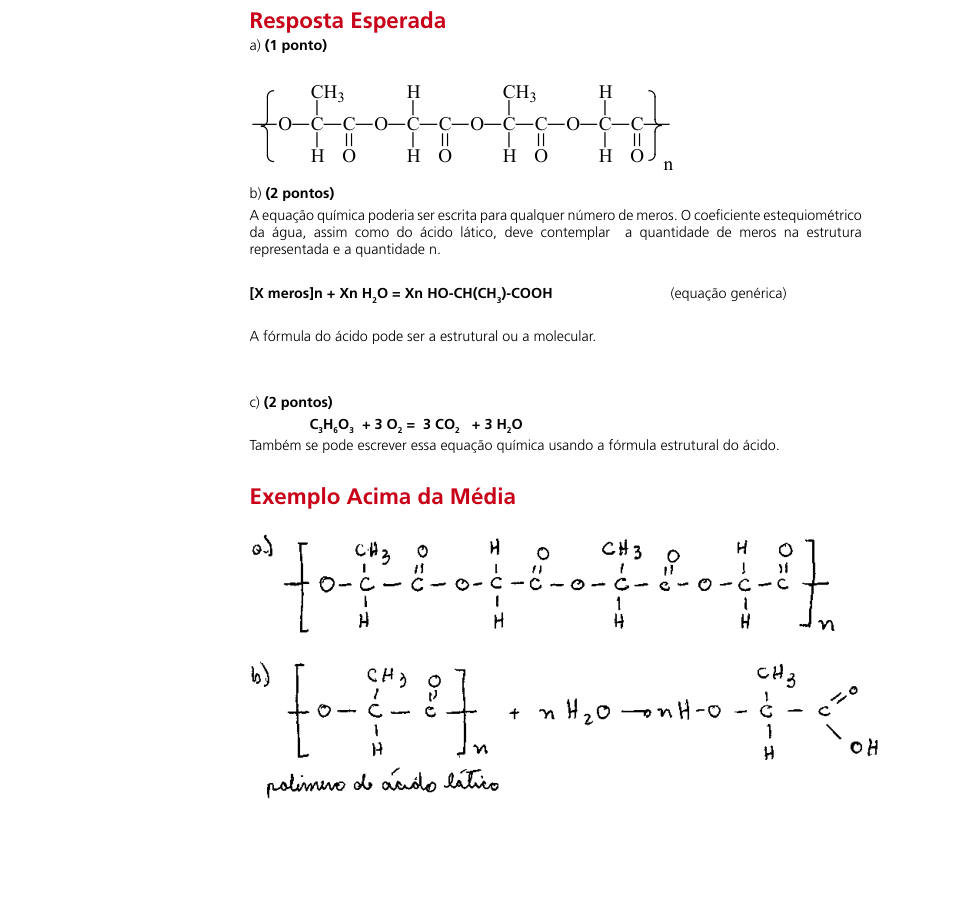 Resposta Esperada
a) (1 ponto)
CH3 H CH3 H
O—C—C—O—C—C—O—C—C—O—C—C
H O H O H O H O
n
b) (2 pontos)
A equação química poderia ser escrita para qualquer número de meros. O coeficiente estequiométrico
da água, assim como do ácido lático, deve contemplar a quantidade de meros na estrutura
representada e a quantidade n.
[X meros]n + Xn H2O = Xn HO-CH(CH3)-COOH (equação genérica)
A fórmula do ácido pode ser a estrutural ou a molecular.
c) (2 pontos)
C3H6O3 + 3 O2 = 3 CO2 + 3 H2O
Também se pode escrever essa equação química usando a fórmula estrutural do ácido.
Exemplo Acima da Média
a) CH3 O H O CH3 O H O
O-C-C-O-C-C-O-C-C-O-C-C
H H H H n
b) CH3 O CH3 O
O-C-C + n H2O → n H-O-C-C
H n H OH
polímero do ácido lático